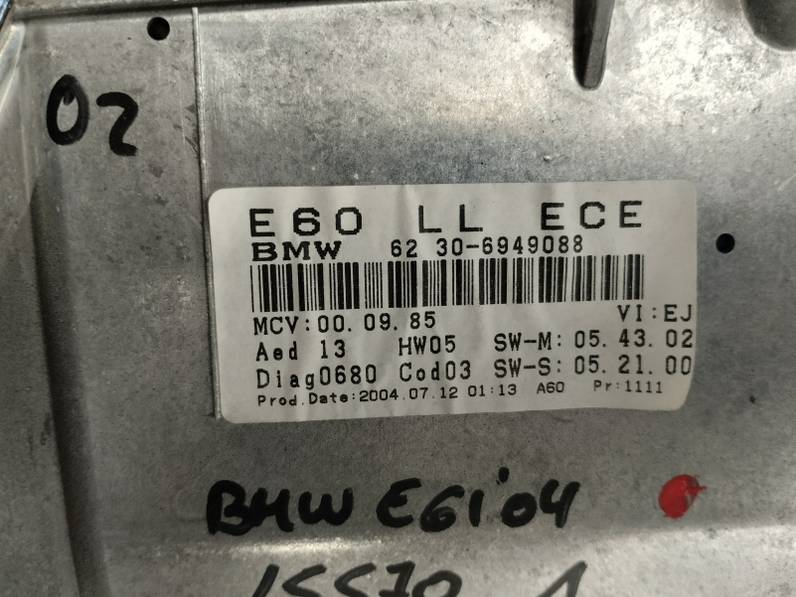 02
E60 LL ECE
BMW 62 30-6949088
MCV:00.09.85 VI:EJ
Aed 13 HW05 SW-M:05.43.02
Diag0680 Cod03 SW-S:05.21.00
Prod.Date:2004.07.12 01:13 A60 Pr:1111
BMW E61'04